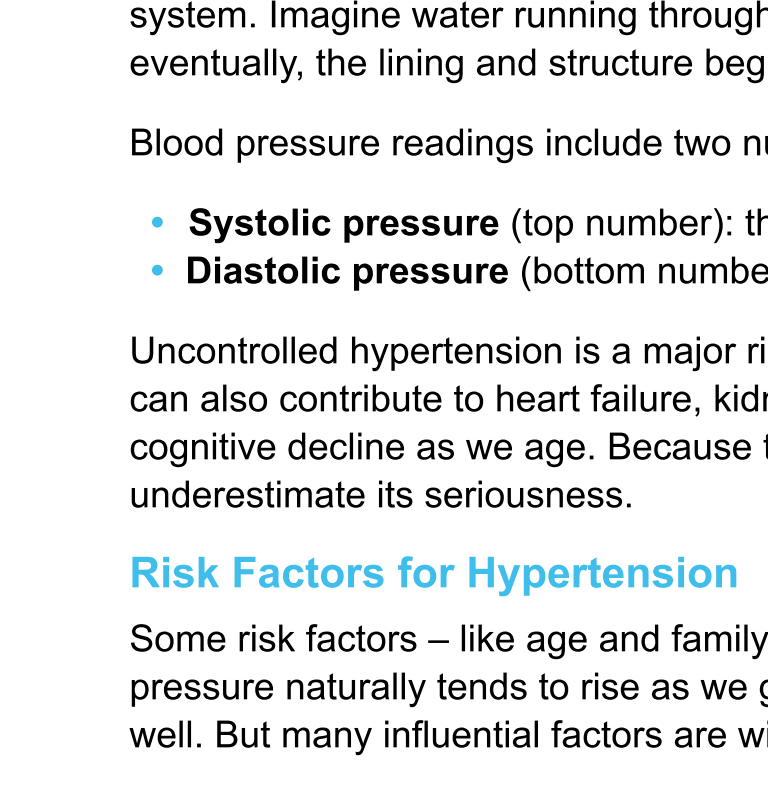 system. Imagine water running through
eventually, the lining and structure beg
Blood pressure readings include two nu
• Systolic pressure (top number): th
• Diastolic pressure (bottom numbe
Uncontrolled hypertension is a major ri
can also contribute to heart failure, kid
cognitive decline as we age. Because t
underestimate its seriousness.
Risk Factors for Hypertension
Some risk factors – like age and family
pressure naturally tends to rise as we g
well. But many influential factors are wi